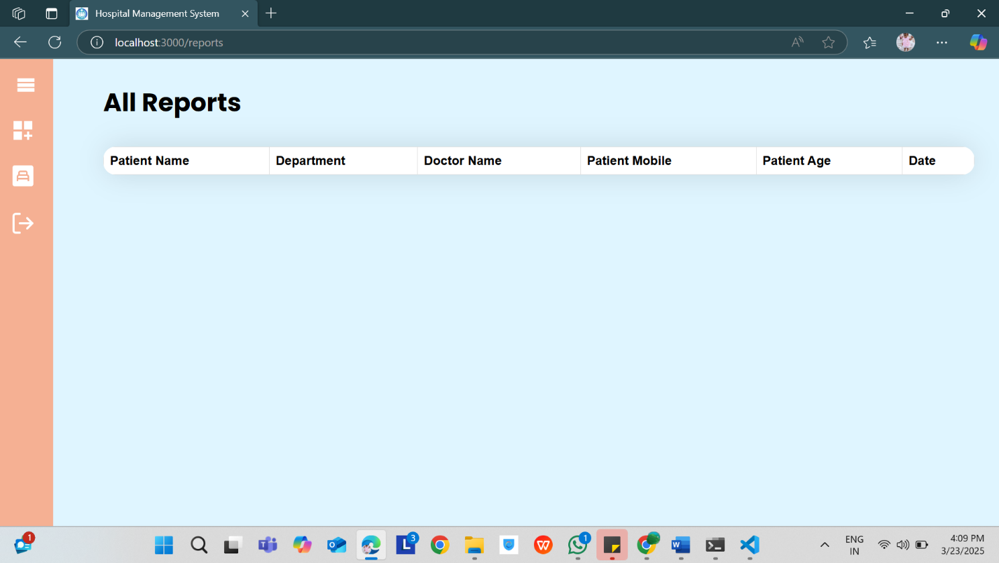 Hospital Management System
localhost:3000/reports
All Reports
Patient Name Department Doctor Name Patient Mobile Patient Age Date
1
3
1
ENG
IN
4:09 PM
3/23/2025